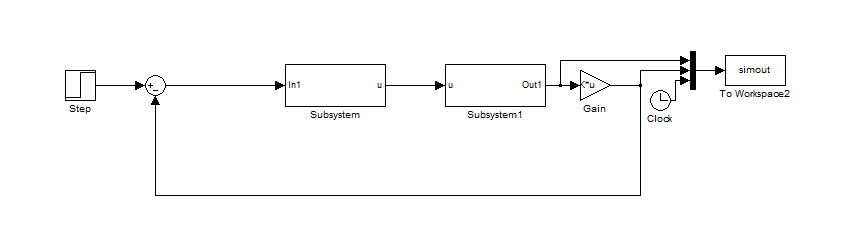 simout
To Workspace2
In1
u
u
Out1
K*u
Step
Subsystem
Subsystem1
Gain
Clock